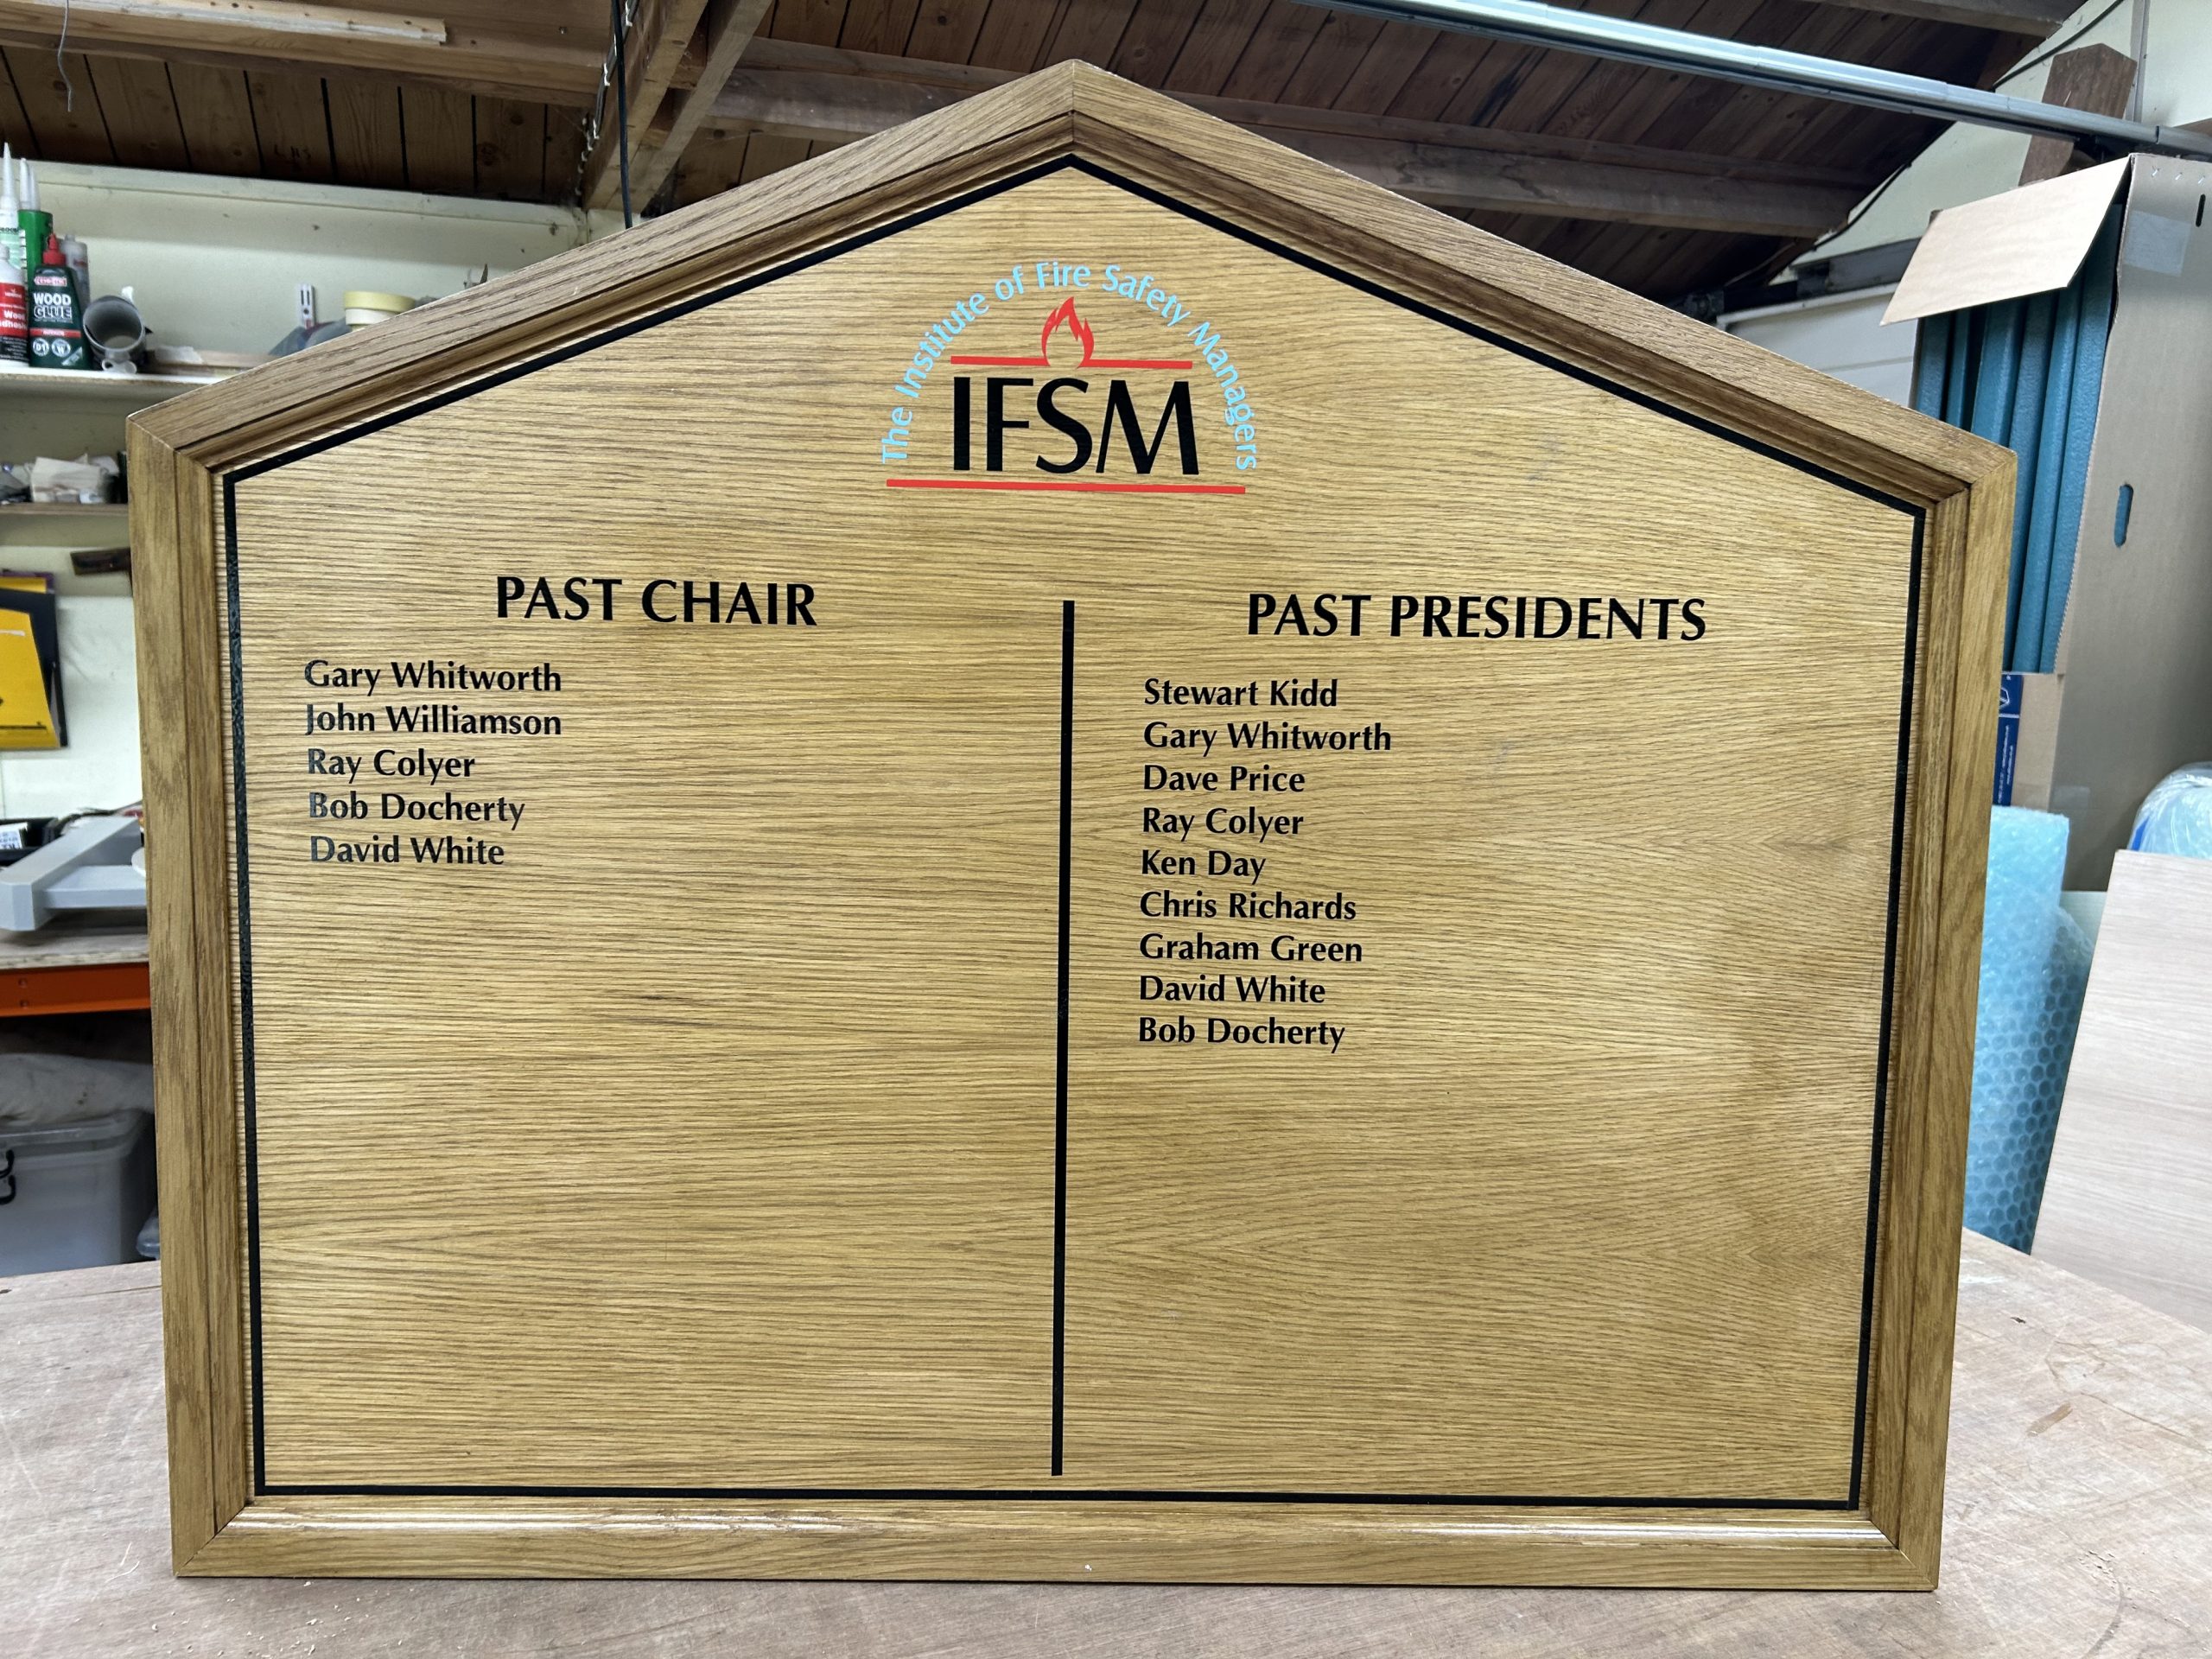 The Institute of Fire Safety Managers
IFSM
PAST CHAIR
Gary Whitworth
John Williamson
Ray Colyer
Bob Docherty
David White
PAST PRESIDENTS
Stewart Kidd
Gary Whitworth
Dave Price
Ray Colyer
Ken Day
Chris Richards
Graham Green
David White
Bob Docherty
WOOD
GLUE